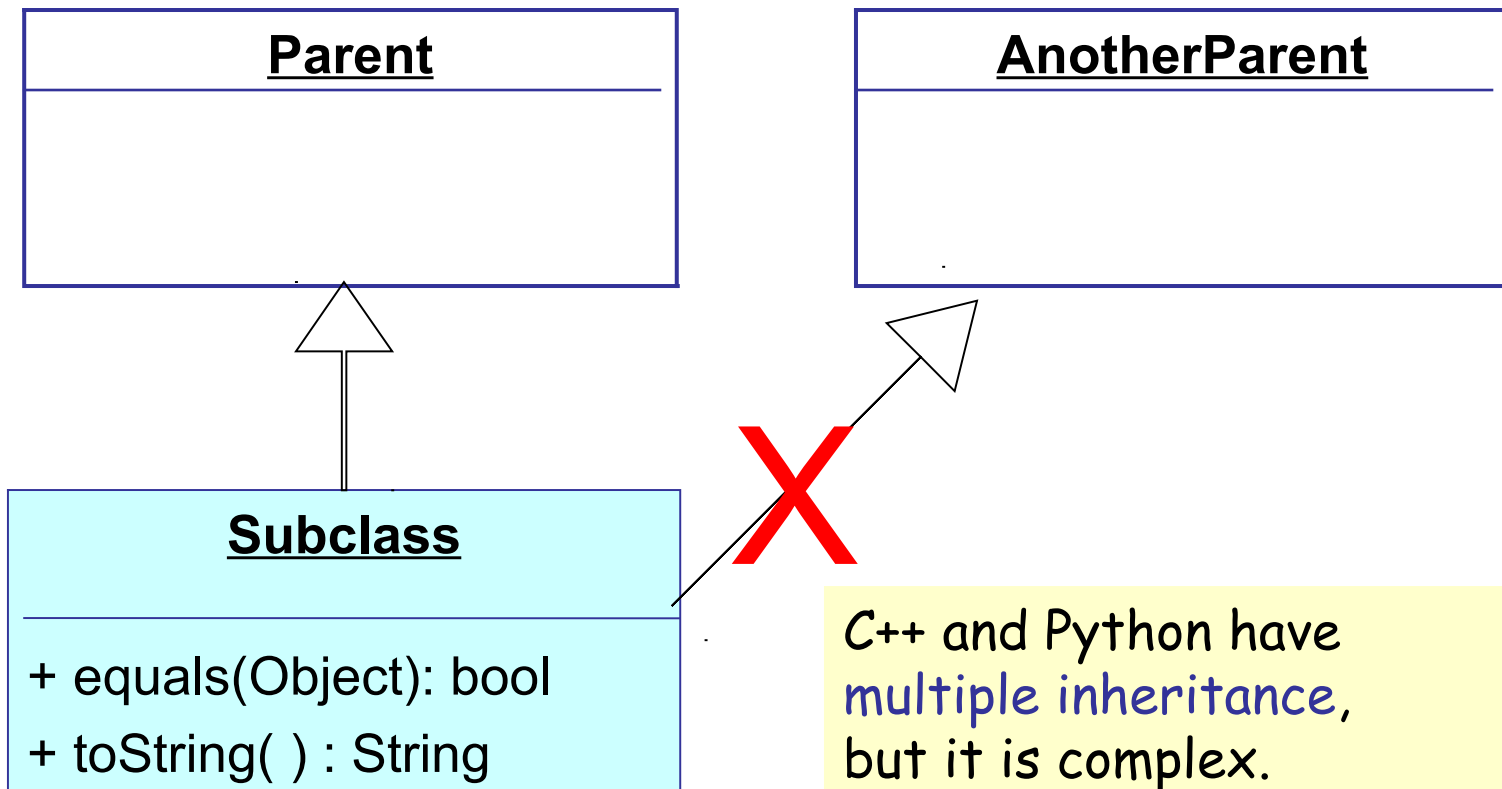 Parent
AnotherParent
X
Subclass
+ equals(Object): bool
+ toString( ) : String
C++ and Python have
multiple inheritance,
but it is complex.